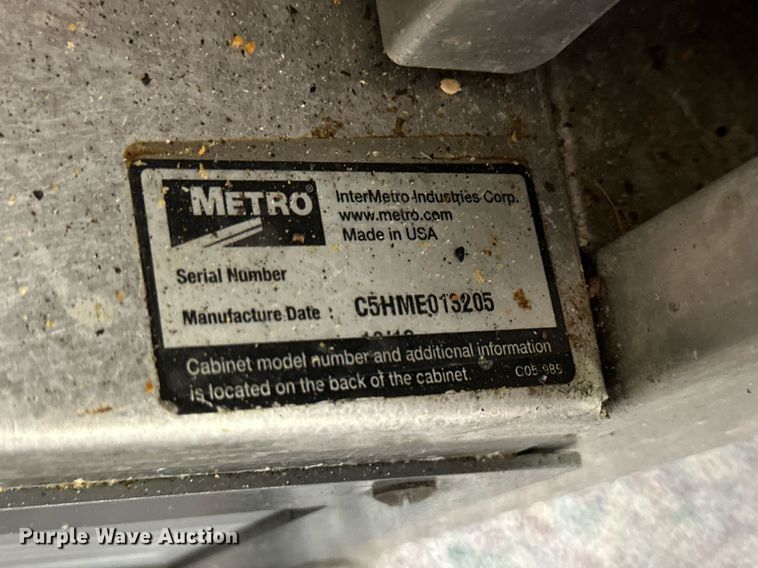 METRO®
InterMetro Industries Corp.
www.metro.com
Made in USA
Serial Number
Manufacture Date : C5HME013205
Cabinet model number and additional information
is located on the back of the cabinet.
C05-985
Purple Wave Auction